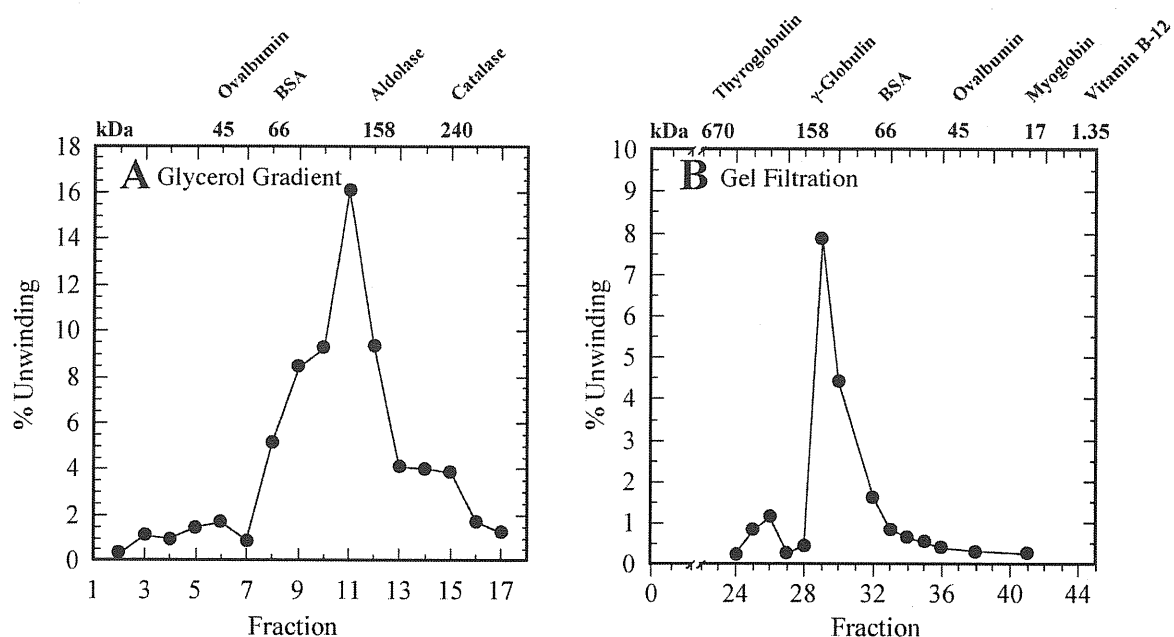 Ovalbumin
BSA
Aldolase
Catalase
kDa 45 66 158 240
A Glycerol Gradient
18
16
14
12
10
8
6
4
2
0
% Unwinding
1 3 5 7 9 11 13 15 17
Fraction
Thyroglobulin
γ-Globulin
BSA
Ovalbumin
Myoglobin
Vitamin B-12
kDa 670 158 66 45 17 1.35
B Gel Filtration
10
9
8
7
6
5
4
3
2
1
0
% Unwinding
0 24 28 32 36 40 44
Fraction